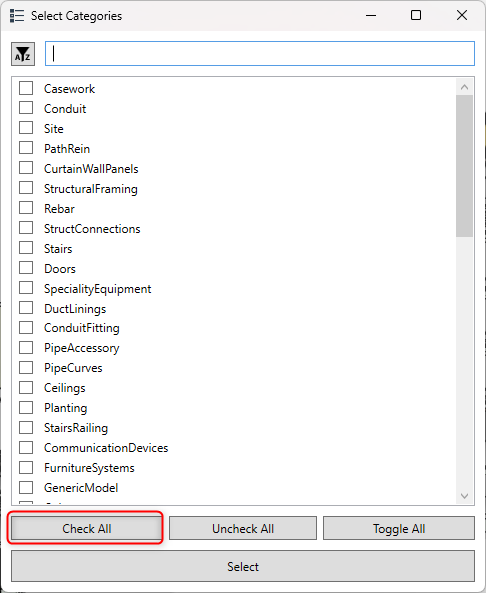 Select Categories
AZ
Casework
Conduit
Site
PathRein
CurtainWallPanels
StructuralFraming
Rebar
StructConnections
Stairs
Doors
SpecialityEquipment
DuctLinings
ConduitFitting
PipeAccessory
PipeCurves
Ceilings
Planting
StairsRailing
CommunicationDevices
FurnitureSystems
GenericModel
Check All Uncheck All Toggle All
Select